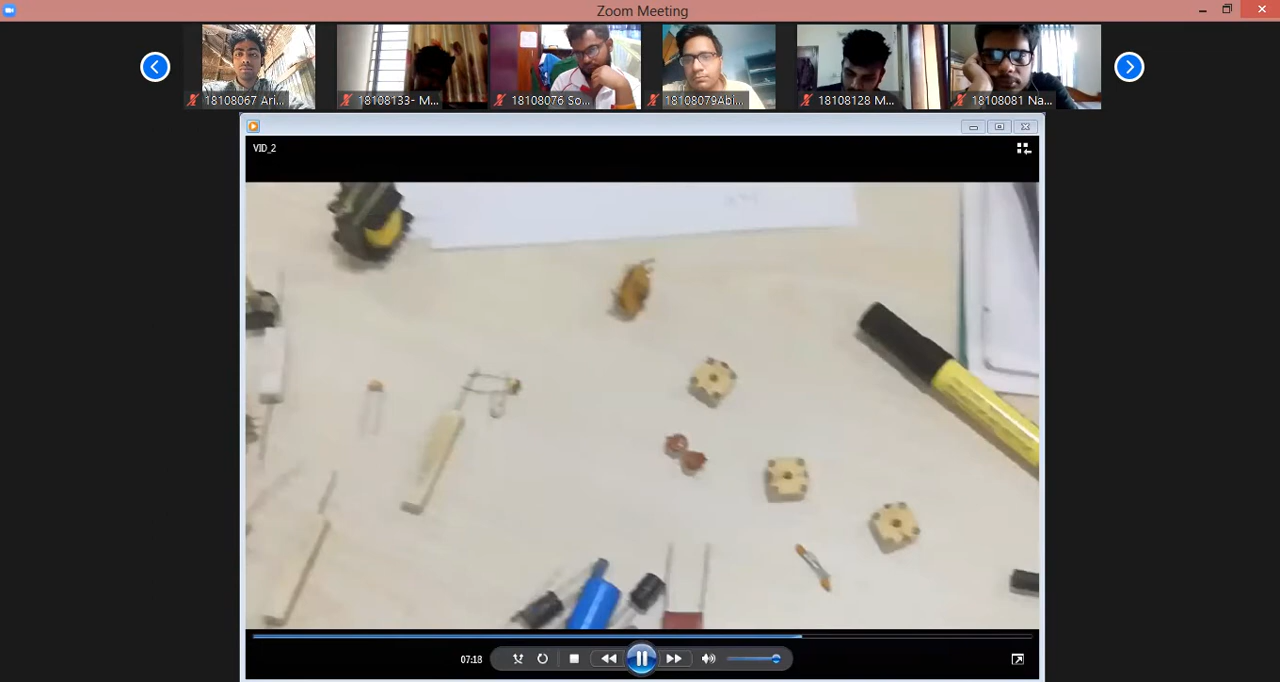 Zoom Meeting
18108067 Ari...
18108133- M...
18108076 So...
18108079Abi...
18108128 M...
18108081 Na...
VID_2
07:18